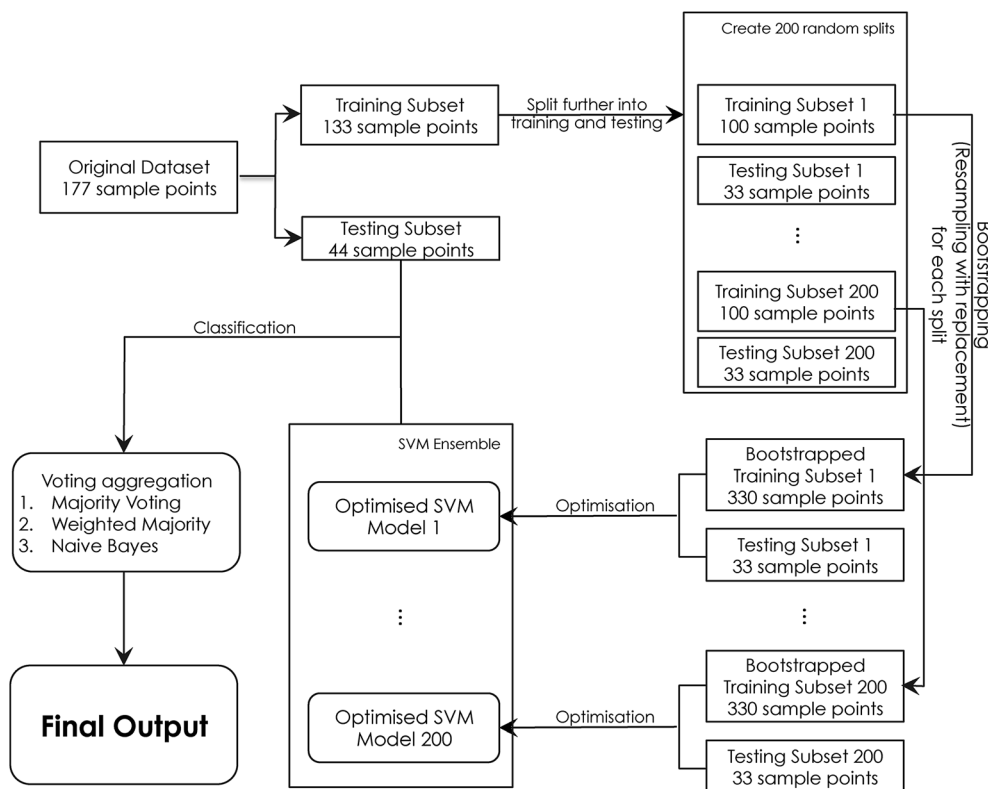 Create 200 random splits
Training Subset
133 sample points
Split further into
training and testing
Training Subset 1
100 sample points
Original Dataset
177 sample points
Testing Subset 1
33 sample points
Testing Subset
44 sample points
⋮
Training Subset 200
100 sample points
Testing Subset 200
33 sample points
Bootstrapping
(Resampling with replacement)
for each split
Classification
SVM Ensemble
Voting aggregation
1. Majority Voting
2. Weighted Majority
3. Naive Bayes
Optimised SVM
Model 1
Optimisation
Bootstrapped
Training Subset 1
330 sample points
Testing Subset 1
33 sample points
⋮
⋮
Final Output
Optimised SVM
Model 200
Optimisation
Bootstrapped
Training Subset 200
330 sample points
Testing Subset 200
33 sample points